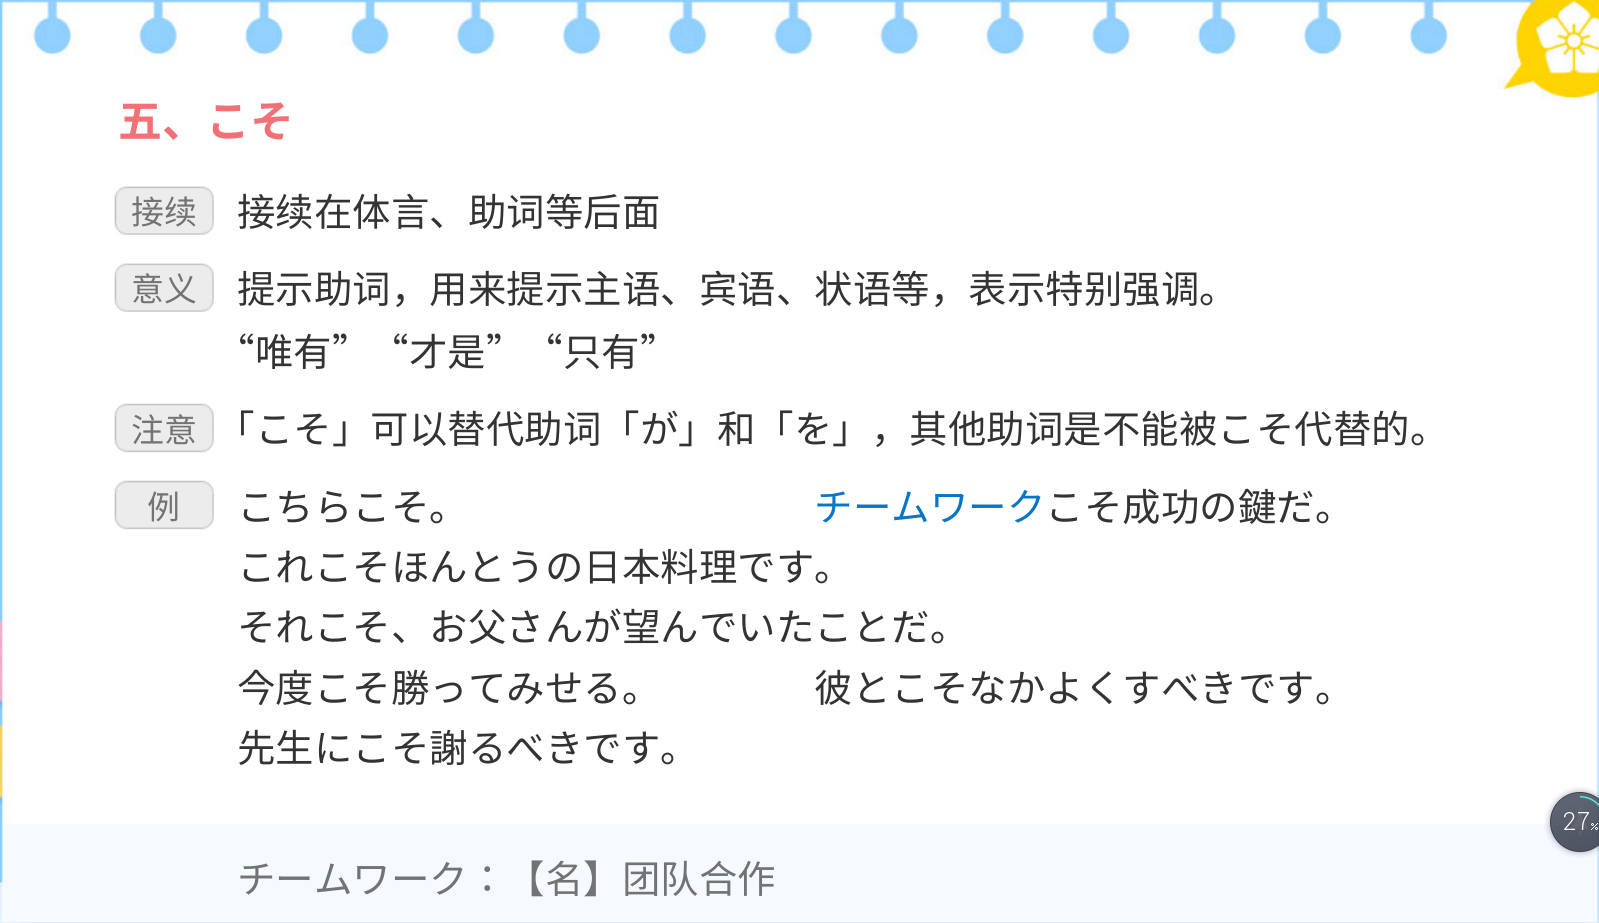 五、こそ
接续 接续在体言、助词等后面
意义 提示助词，用来提示主语、宾语、状语等，表示特别强调。
“唯有” “才是” “只有”
注意 「こそ」可以替代助词「が」和「を」，其他助词是不能被こそ代替的。
例 こちらこそ。 チームワークこそ成功の鍵だ。
これこそほんとうの日本料理です。
それこそ、お父さんが望んでいたことだ。
今度こそ勝ってみせる。 彼とこそなかよくすべきです。
先生にこそ謝るべきです。
27%
チームワーク：【名】团队合作